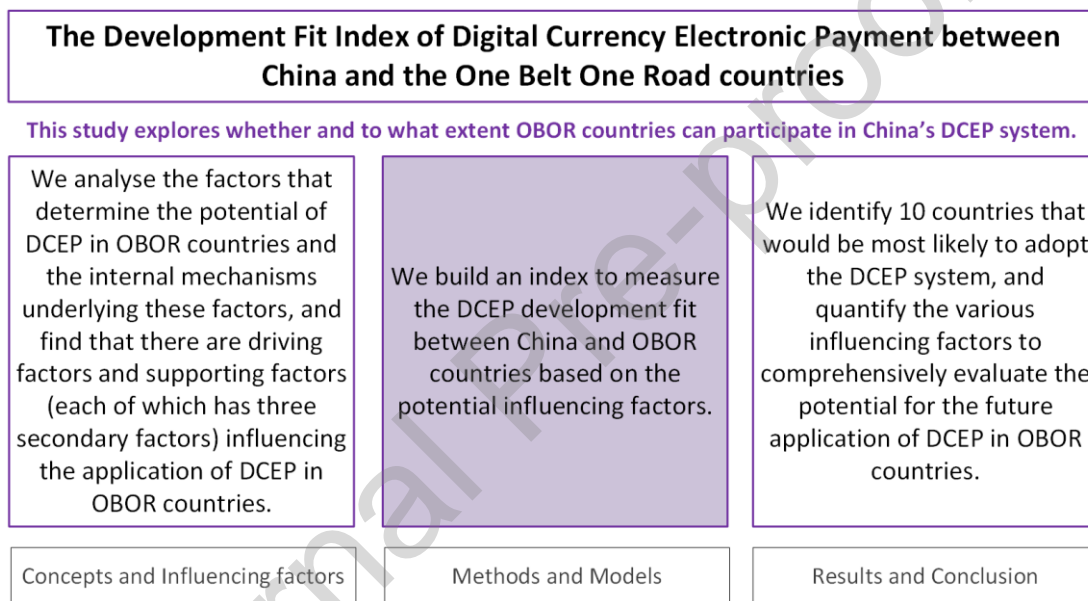 The Development Fit Index of Digital Currency Electronic Payment between
China and the One Belt One Road countries
This study explores whether and to what extent OBOR countries can participate in China's DCEP system.
We analyse the factors that
determine the potential of
DCEP in OBOR countries and
the internal mechanisms
underlying these factors, and
find that there are driving
factors and supporting factors
(each of which has three
secondary factors) influencing
the application of DCEP in
OBOR countries.
We build an index to measure
the DCEP development fit
between China and OBOR
countries based on the
potential influencing factors.
We identify 10 countries that
would be most likely to adopt
the DCEP system, and
quantify the various
influencing factors to
comprehensively evaluate the
potential for the future
application of DCEP in OBOR
countries.
Concepts and Influencing factors
Methods and Models
Results and Conclusion
rnal Pre-proo